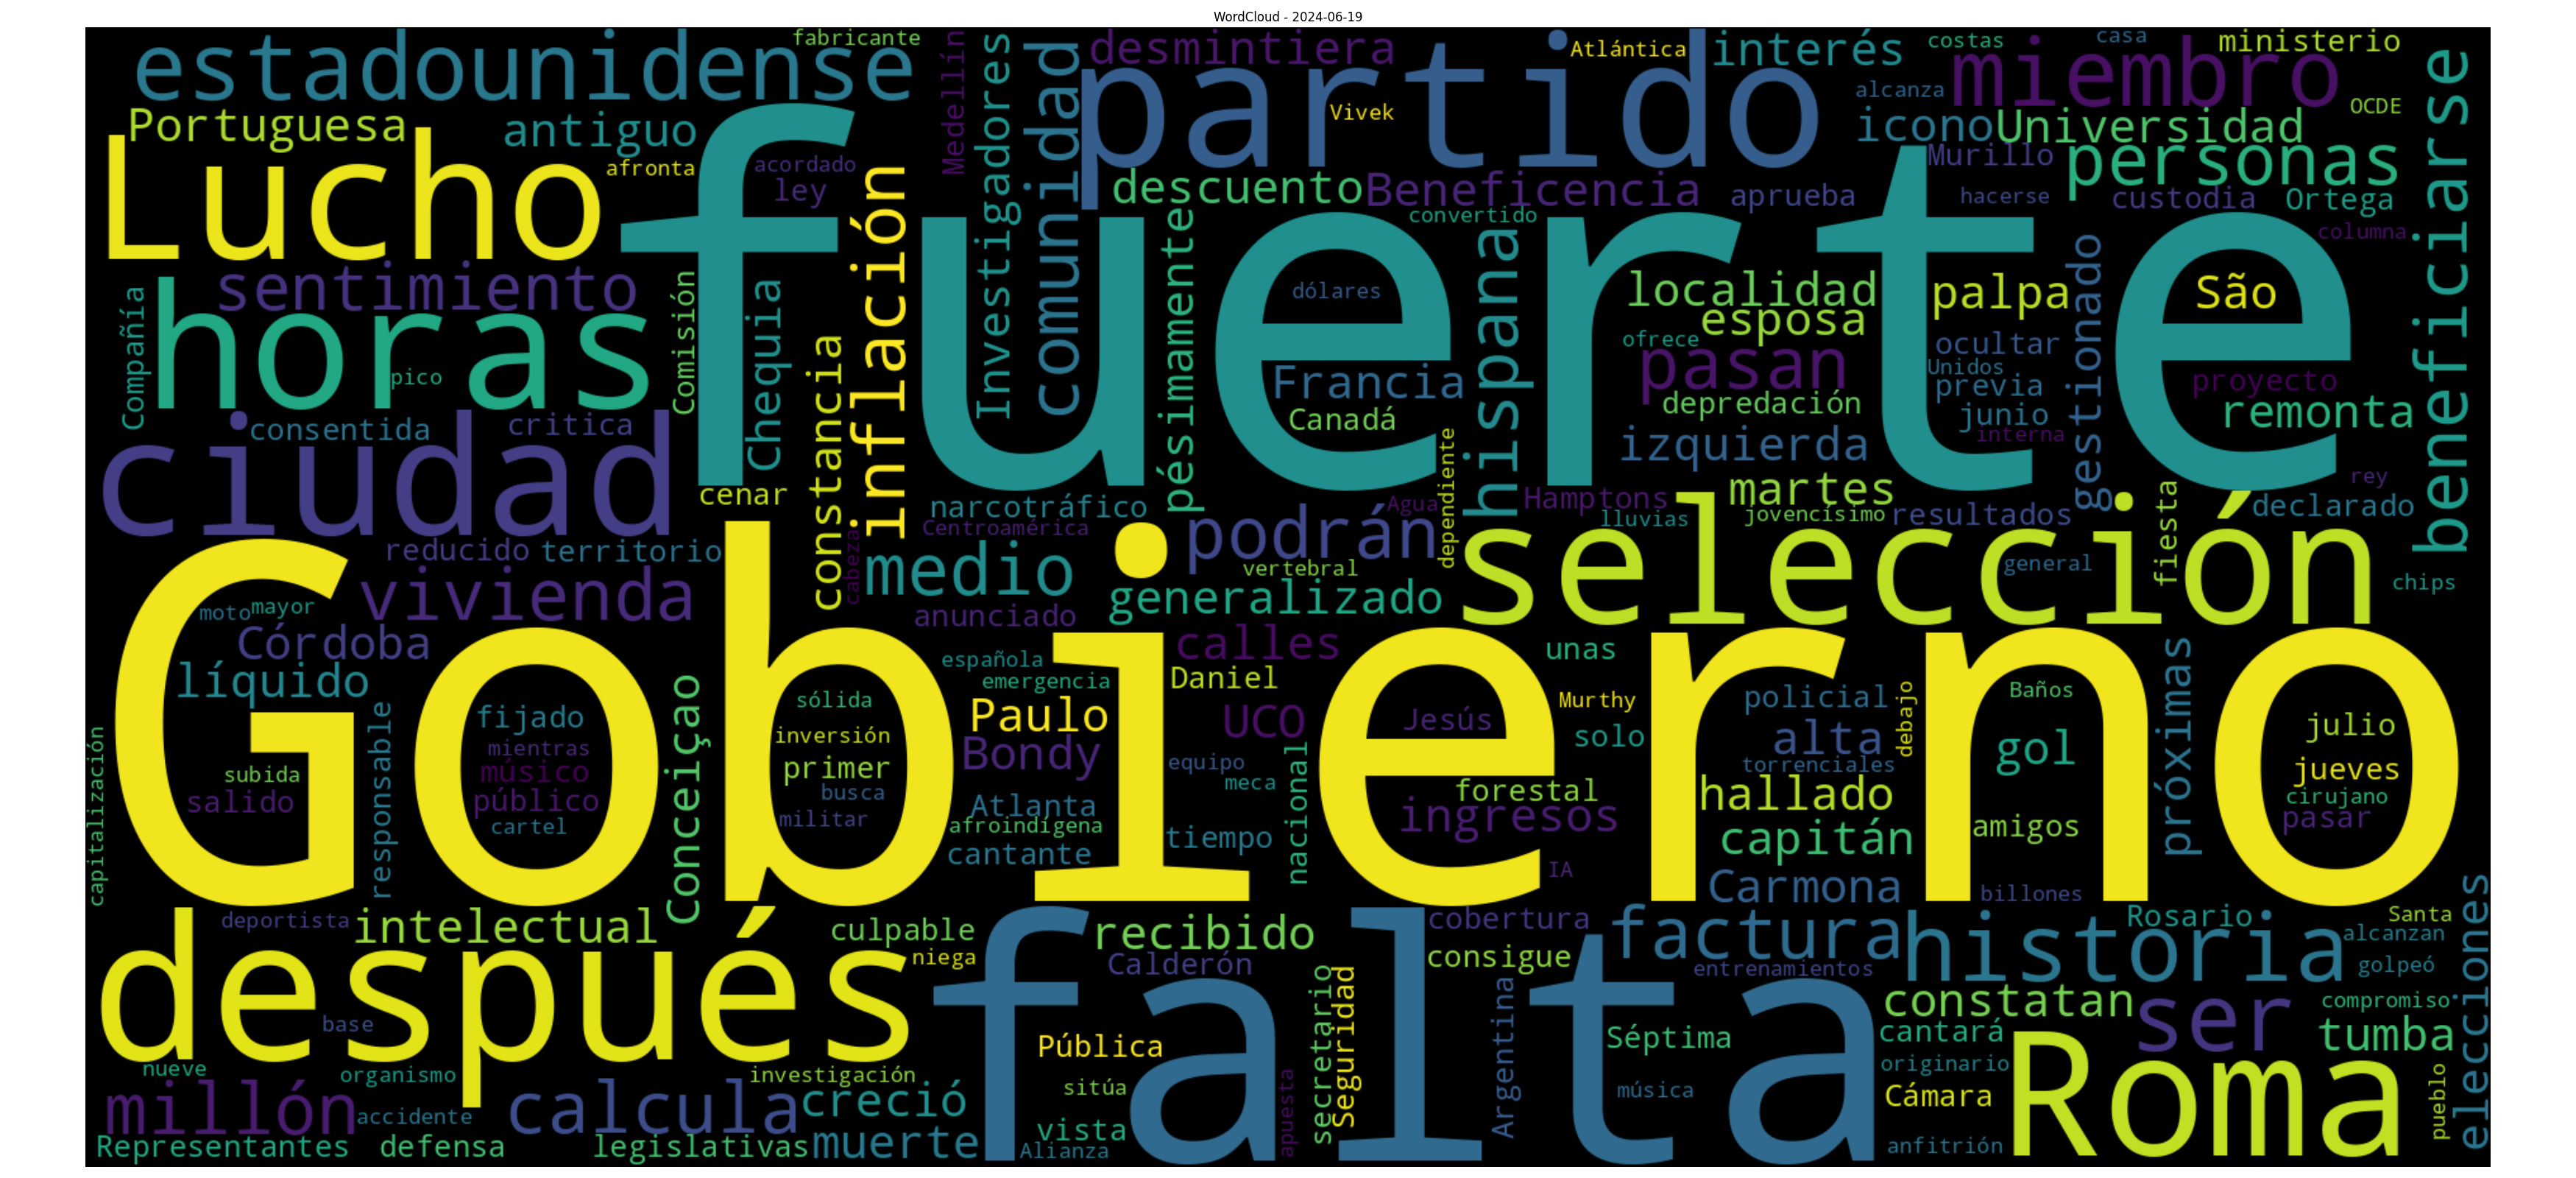 WordCloud - 2024-06-19
estadounidense
fabricante
Medellín
Investigadores
comunidad
desmintiera
partido
Atlántica
interés
costas
casa
ministerio
miembro
alcanza
OCDE
Vivek
Portuguesa
antiguo
Lucho
afronta
acordado
ley
inflación
fuerte
icono
Universidad
Murillo
personas
beneficiarse
descuento
Beneficencia
aprueba
hacerse
custodia
Ortega
convertido
columna
sentimiento
horas
Compañía
pico
Comisión
Chequia
constancia
pésimamente
hispana
dólares
Francia
Canadá
localidad
esposa
ofrece
pasan
depredación
izquierda
palpa
ocultar
Unidos
previa
junio
interna
gestionado
São
proyecto
remonta
rey
consentida
critica
ciudad
cenar
narcotráfico
Centroamérica
cabeza
Agua
dependiente
Hamptons
martes
lluvias
jovencísimo
resultados
fiesta
declarado
reducido
territorio
vivienda
medio
podrán
vertebral
generalizado
selección
general
chips
moto
mayor
anunciado
Córdoba
líquido
Gobierno
calles
española
emergencia
Daniel
unas
Murthy
policial
debajo
Baños
próximas
julio
jueves
cirujano
pasar
capitalización
responsable
subida
salido
fijado
mientras
músico
público
cartel
Conceiçao
sólida
inversión
primer
busca
militar
Paulo
Bondy
UCO
Jesús
solo
alta
gol
equipo
meca
nacional
torrenciales
Atlanta
afroindígena
cantante
tiempo
forestal
ingresos
hallado
capitán
amigos
IA
Carmona
billones
deportista
intelectual
culpable
niega
recibido
Calderón
cobertura
consigue
factura
entrenamientos
historia
Rosario
Santa
alcanzan
golpeó
elecciones
después
base
falta
secretario
Seguridad
Argentina
constatan
ser
compromiso
tumba
Pública
Séptima
cantará
originario
Roma
nueve
organismo
investigación
sitúa
apuesta
música
Cámara
pueblo
millón
accidente
calcula
creció
vista
Representantes
defensa
legislativas
muerte
Alianza
anfitrión